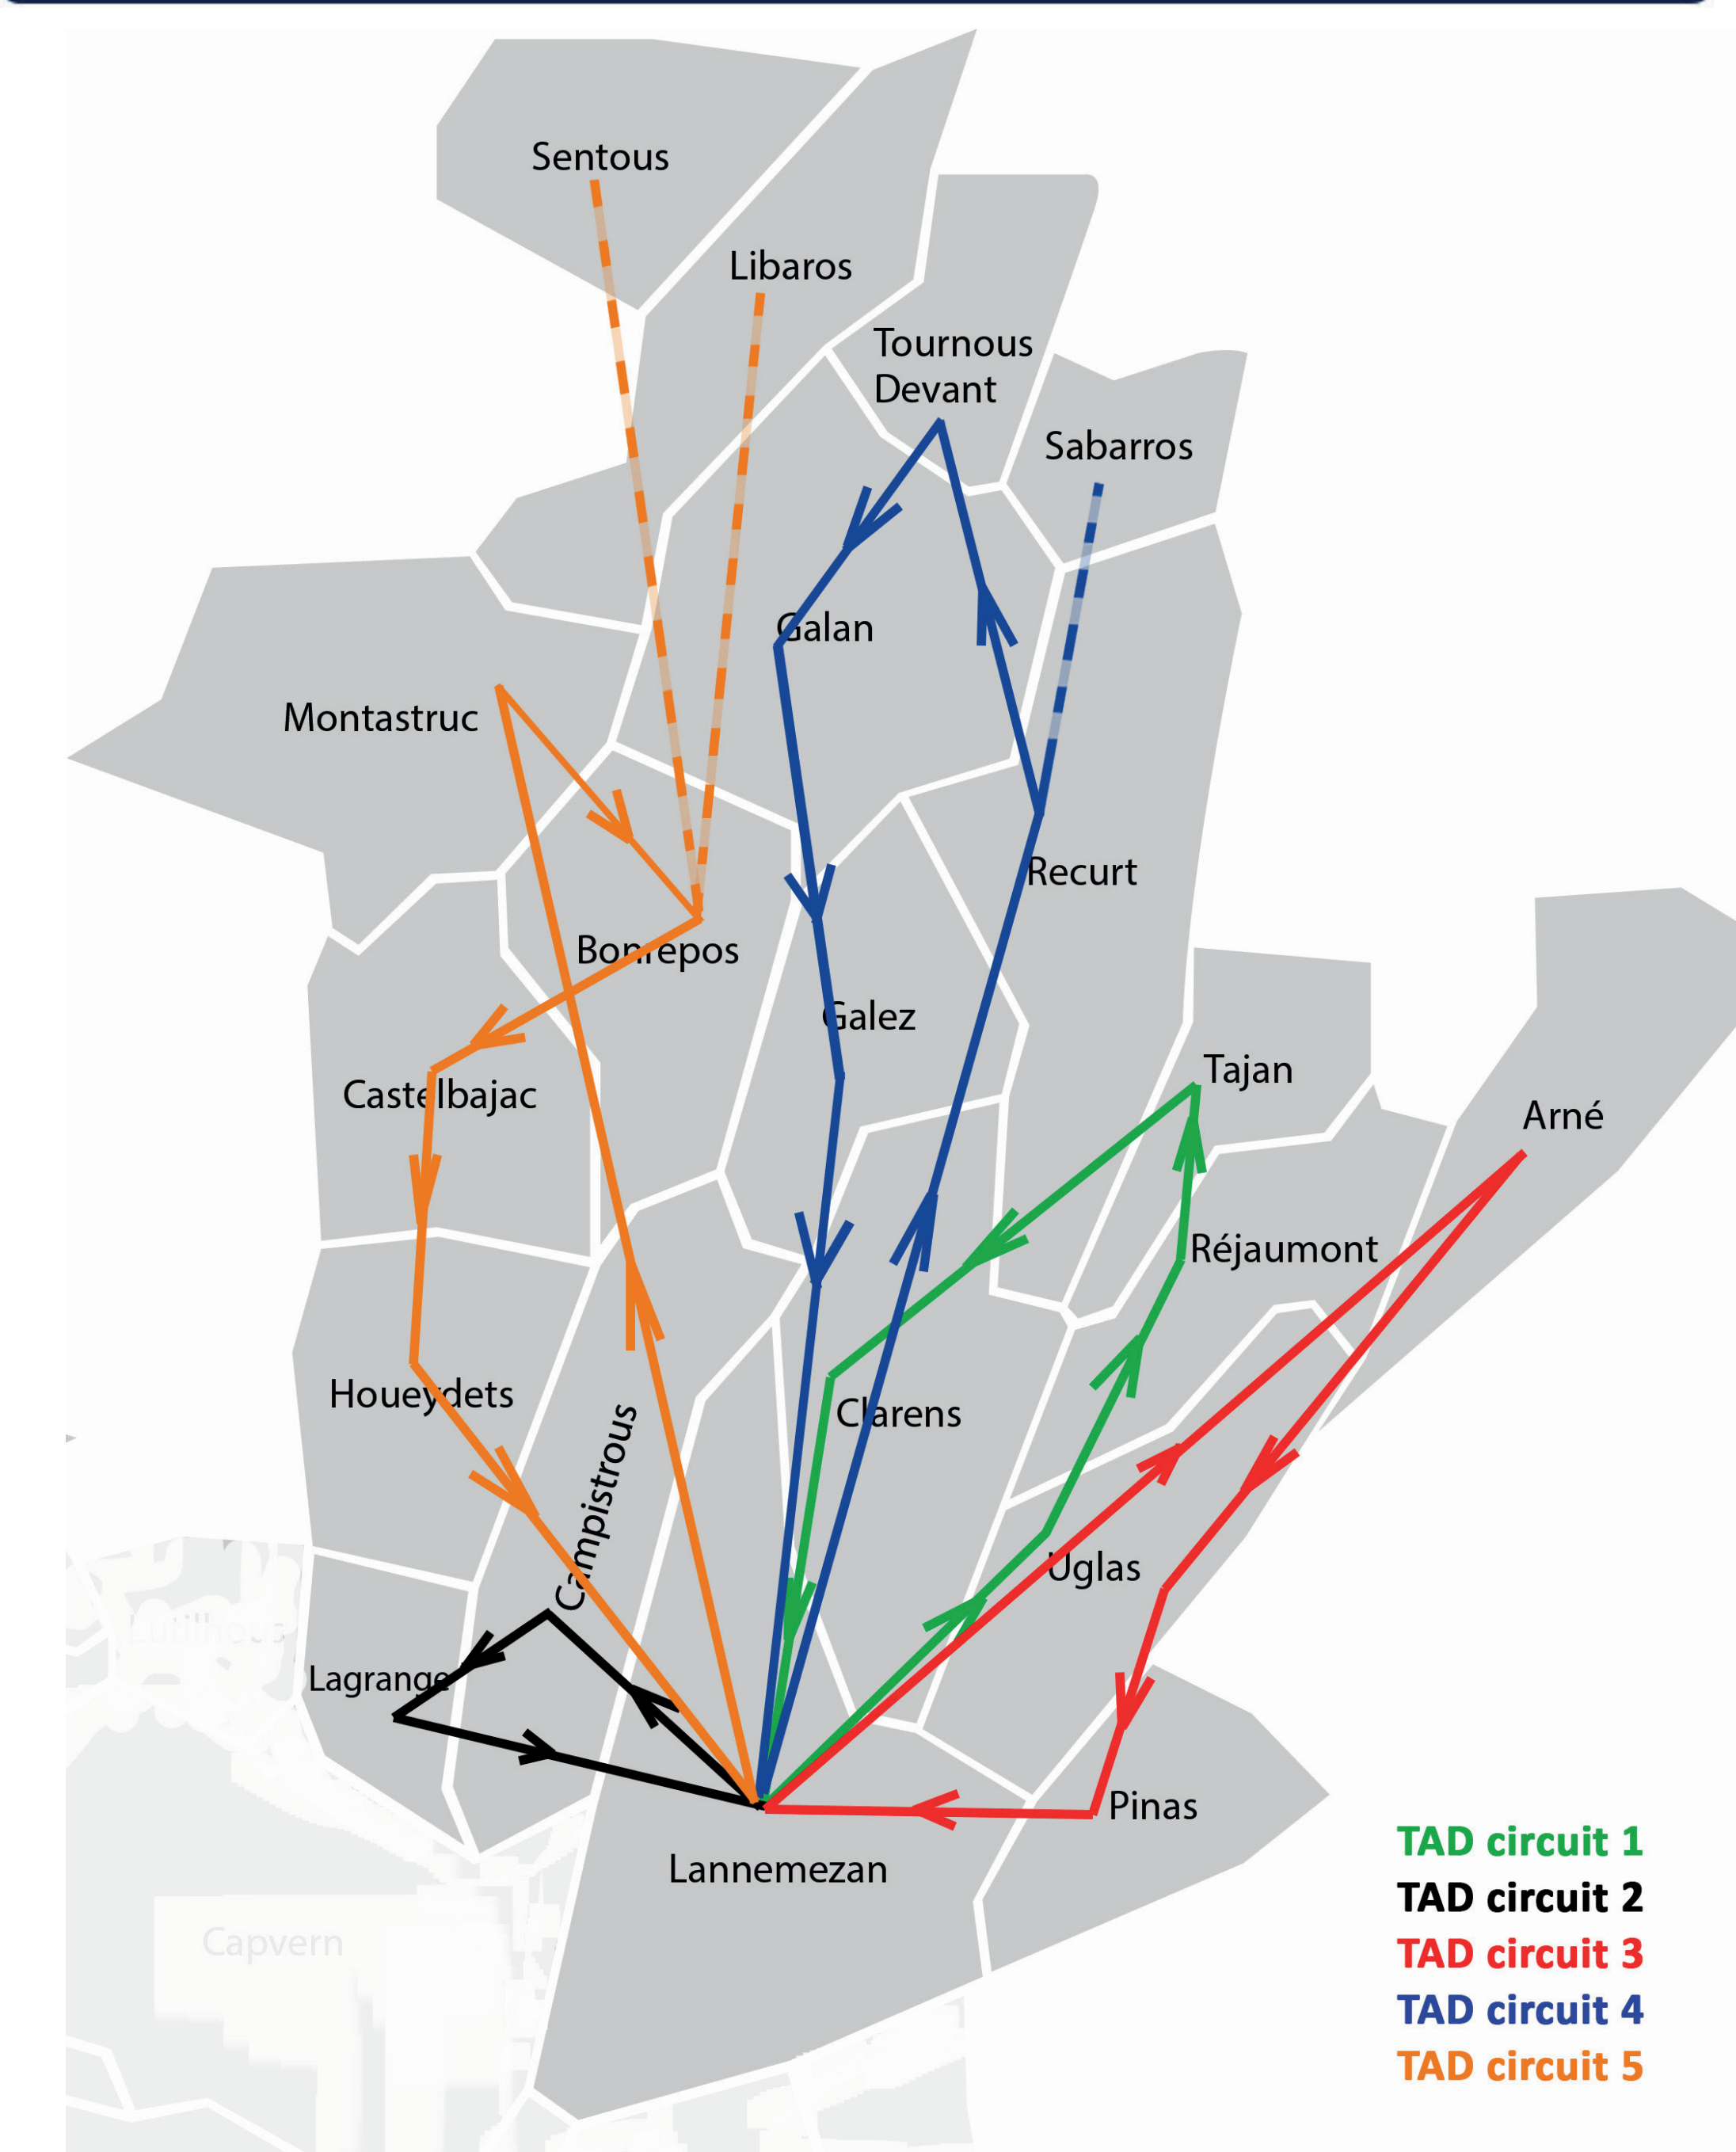 Sentous
Libaros
Tournous
Devant
Sabarros
Galan
Montastruc
Recurt
Bonrepos
Galez
Tajan
Castelbajac
Arné
Réjaumont
Houeydets
Clarens
Campistrous
Uglas
Lutilhous
Lagrange
Pinas
Lannemezan
Capvern
TAD circuit 1
TAD circuit 2
TAD circuit 3
TAD circuit 4
TAD circuit 5